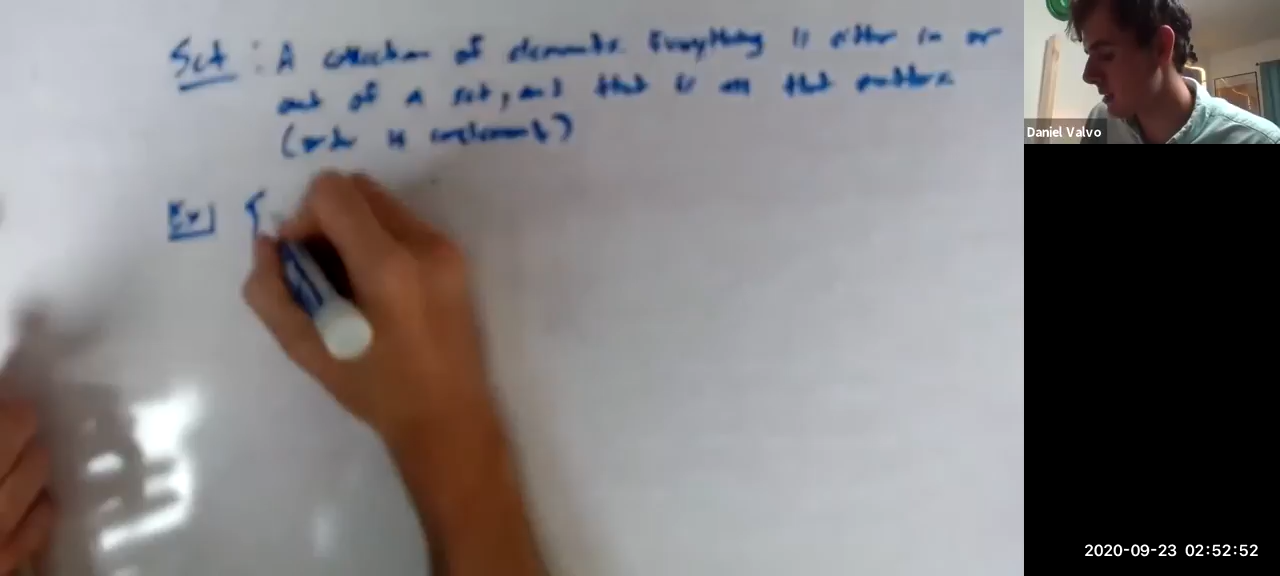 Set : A collection of elements. Everything is either in or
out of a set, and that is all that matters.
(order is irrelevant)
Ex] {
Daniel Valvo
2020-09-23 02:52:52